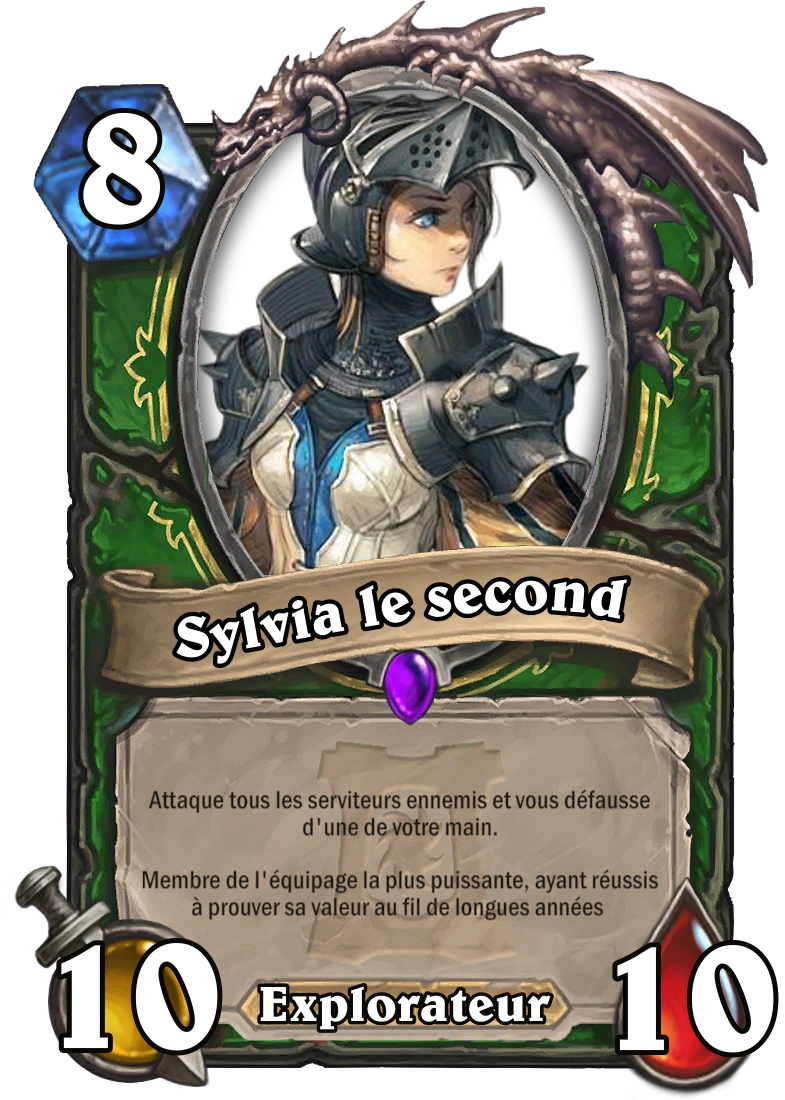 8
Sylvia le second
Attaque tous les serviteurs ennemis et vous défausse
d'une de votre main.
Membre de l'équipage la plus puissante, ayant réussis
à prouver sa valeur au fil de longues années
10
Explorateur
10